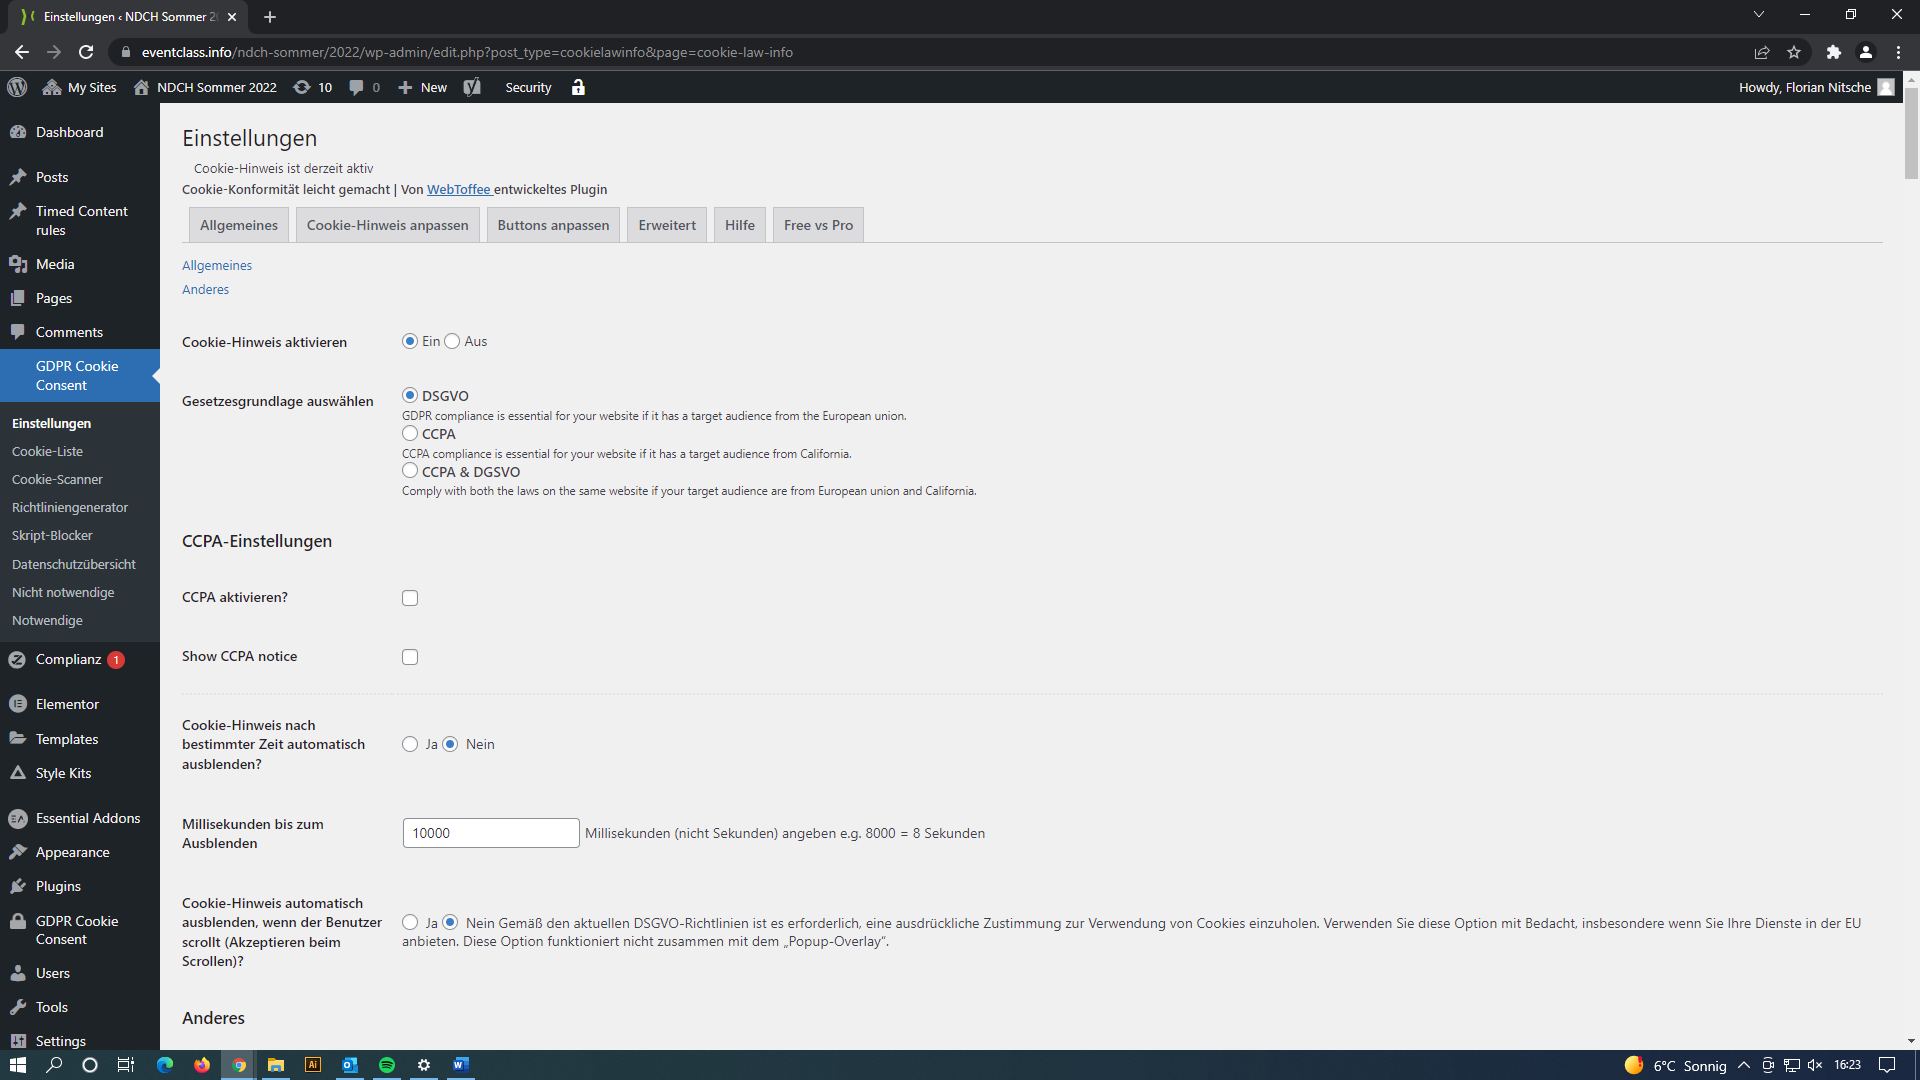 Einstellungen ‹ NDCH Sommer 20
eventclass.info/ndch-sommer/2022/wp-admin/edit.php?post_type=cookielawinfo&page=cookie-law-info
My Sites
NDCH Sommer 2022
10
0
New
Security
Howdy, Florian Nitsche
Dashboard
Posts
Timed Content
rules
Media
Pages
Comments
GDPR Cookie
Consent
Einstellungen
Cookie-Liste
Cookie-Scanner
Richtliniengenerator
Skript-Blocker
Datenschutzübersicht
Nicht notwendige
Notwendige
Complianz 1
Elementor
Templates
Style Kits
Essential Addons
Appearance
Plugins
GDPR Cookie
Consent
Users
Tools
Settings
Einstellungen
Cookie-Hinweis ist derzeit aktiv
Cookie-Konformität leicht gemacht | Von WebToffee entwickeltes Plugin
Allgemeines
Cookie-Hinweis anpassen
Buttons anpassen
Erweitert
Hilfe
Free vs Pro
Allgemeines
Anderes
Cookie-Hinweis aktivieren
Ein Aus
Gesetzesgrundlage auswählen
DSGVO
GDPR compliance is essential for your website if it has a target audience from the European union.
CCPA
CCPA compliance is essential for your website if it has a target audience from California.
CCPA & DGSVO
Comply with both the laws on the same website if your target audience are from European union and California.
CCPA-Einstellungen
CCPA aktivieren?
Show CCPA notice
Cookie-Hinweis nach
bestimmter Zeit automatisch
ausblenden?
Ja Nein
Millisekunden bis zum
Ausblenden
10000
Millisekunden (nicht Sekunden) angeben e.g. 8000 = 8 Sekunden
Cookie-Hinweis automatisch
ausblenden, wenn der Benutzer
scrollt (Akzeptieren beim
Scrollen)?
Ja Nein Gemäß den aktuellen DSGVO-Richtlinien ist es erforderlich, eine ausdrückliche Zustimmung zur Verwendung von Cookies einzuholen. Verwenden Sie diese Option mit Bedacht, insbesondere wenn Sie Ihre Dienste in der EU
anbieten. Diese Option funktioniert nicht zusammen mit dem „Popup-Overlay“.
Anderes
Ai
6°C Sonnig
16:23